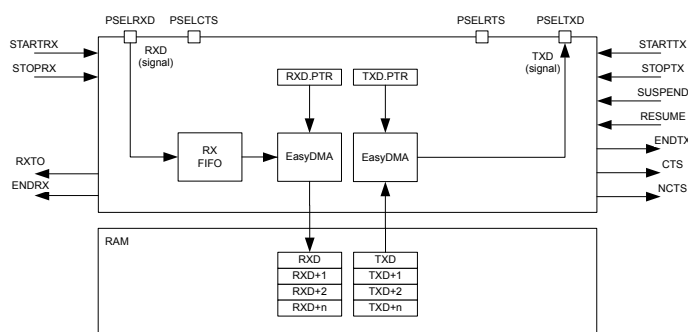 PSELRXD PSELCTS PSELRTS PSELTXD
STARTRX RXD TXD STARTTX
(signal) (signal)
STOPRX RXD.PTR TXD.PTR STOPTX
SUSPEND
RESUME
RX EasyDMA EasyDMA
FIFO
ENDTX
RXTO CTS
ENDRX NCTS
RAM
RXD TXD
RXD+1 TXD+1
RXD+2 TXD+2
RXD+n TXD+n